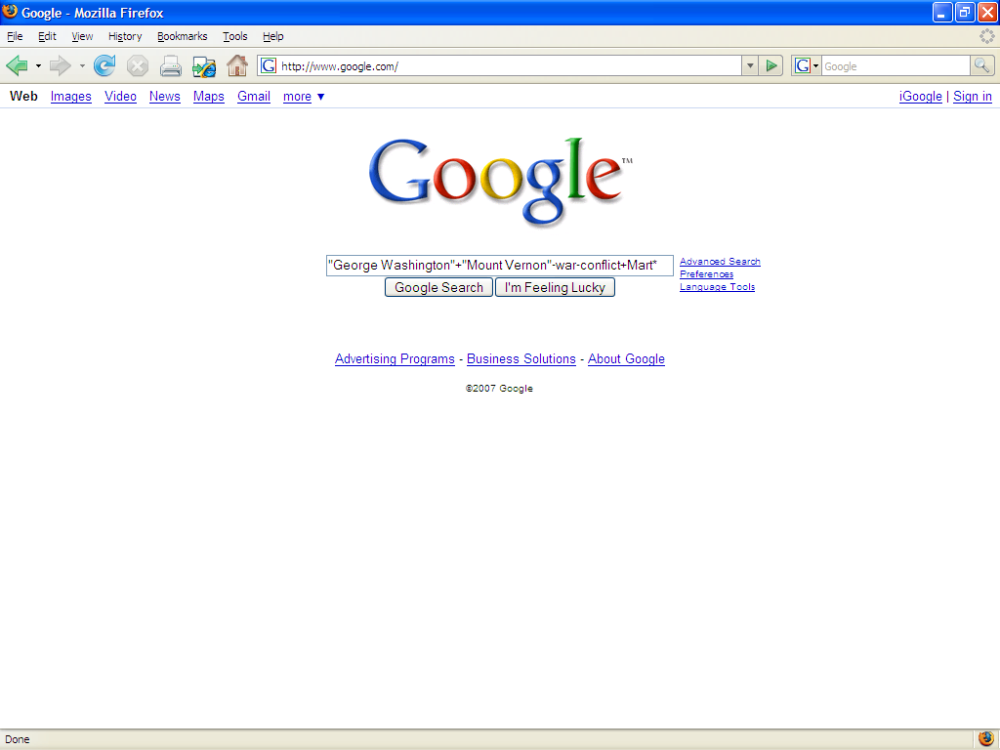 Google - Mozilla Firefox
File Edit View History Bookmarks Tools Help
G http://www.google.com/ G Google
Web Images Video News Maps Gmail more ▼ iGoogle | Sign in
Google™
"George Washington"+"Mount Vernon"-war-conflict+Mart* Advanced Search
Preferences
Google Search I'm Feeling Lucky Language Tools
Advertising Programs - Business Solutions - About Google
©2007 Google
Done